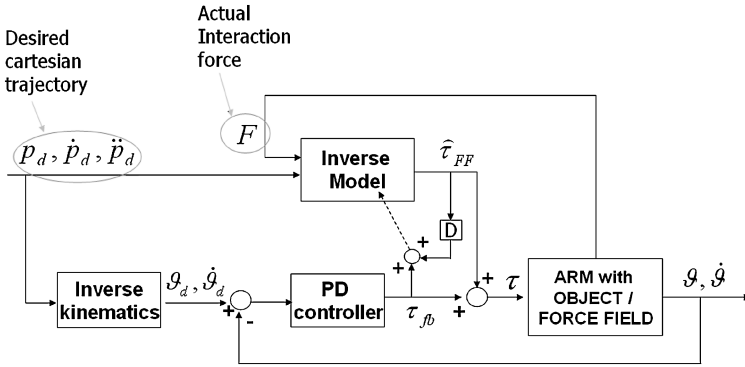 Actual
Interaction
force
Desired
cartesian
trajectory
F
p_d, ṗ_d, p̈_d
Inverse
Model
τ̂_FF
D
+
+
Inverse
kinematics
ϑ_d, ϑ̇_d
+
-
PD
controller
τ_fb
+
+
τ
ARM with
OBJECT /
FORCE FIELD
ϑ, ϑ̇